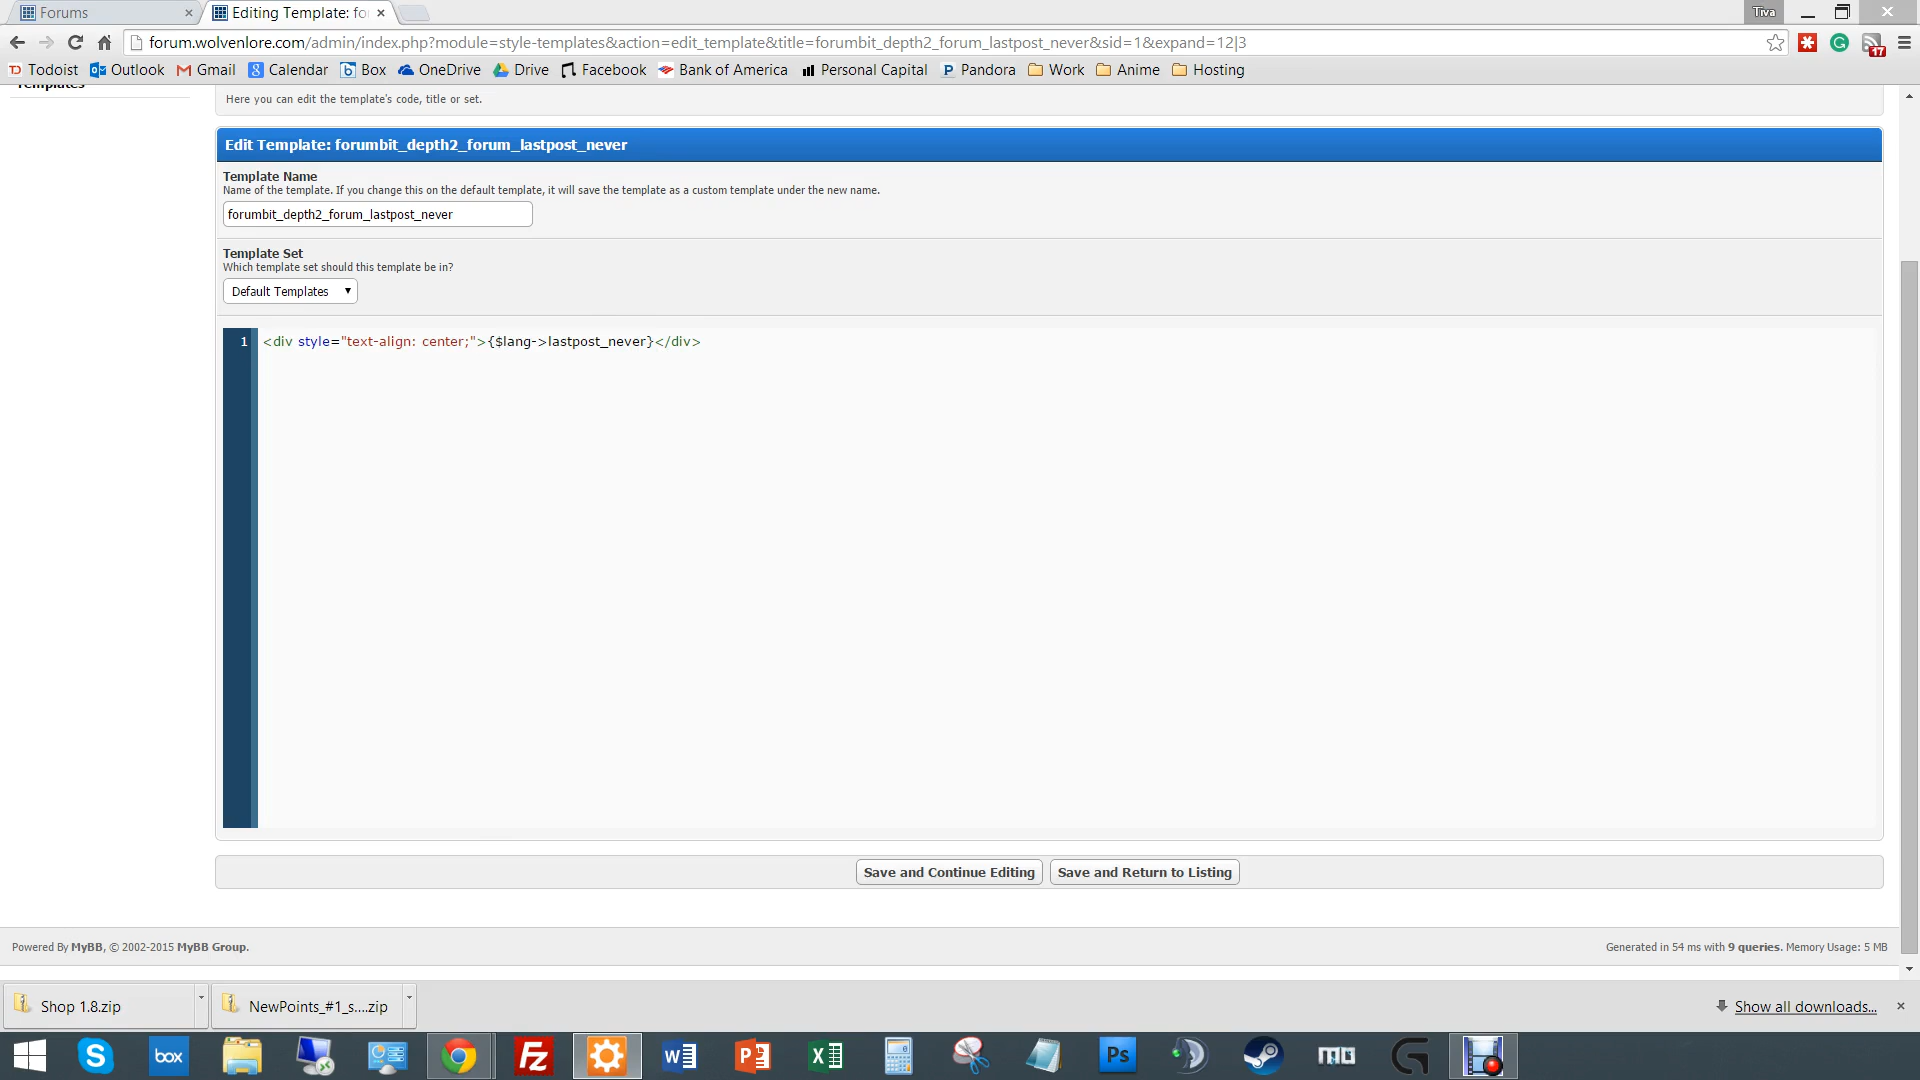 Forums
Editing Template: fo
Tiva
forum.wolvenlore.com/admin/index.php?module=style-templates&action=edit_template&title=forumbit_depth2_forum_lastpost_never&sid=1&expand=12|3
17
Todoist Outlook Gmail Calendar Box OneDrive Drive Facebook Bank of America Personal Capital Pandora Work Anime Hosting
Templates
Here you can edit the template's code, title or set.
Edit Template: forumbit_depth2_forum_lastpost_never
Template Name
Name of the template. If you change this on the default template, it will save the template as a custom template under the new name.
forumbit_depth2_forum_lastpost_never
Template Set
Which template set should this template be in?
Default Templates
1 <div style="text-align: center;">{$lang->lastpost_never}</div>
Save and Continue Editing Save and Return to Listing
Powered By MyBB, © 2002-2015 MyBB Group.
Generated in 54 ms with 9 queries. Memory Usage: 5 MB
Shop 1.8.zip
NewPoints_#1_s....zip
Show all downloads...
box
Fz
Ps